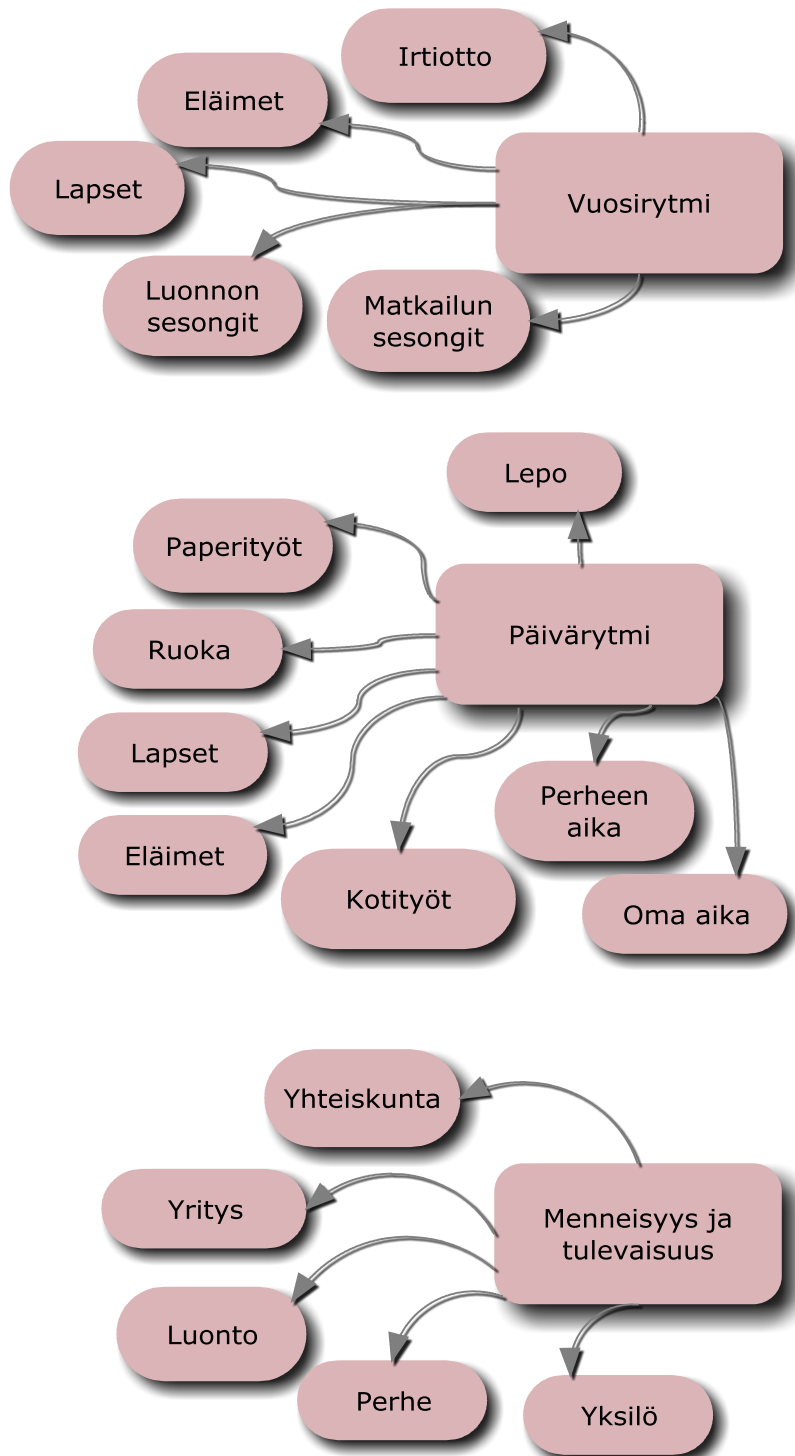 Irtiotto
Eläimet
Lapset
Vuosirytmi
Luonnon
sesongit
Matkailun
sesongit
Lepo
Paperityöt
Päivärytmi
Ruoka
Lapset
Perheen
aika
Eläimet
Kotityöt
Oma aika
Yhteiskunta
Yritys
Menneisyys ja
tulevaisuus
Luonto
Perhe
Yksilö